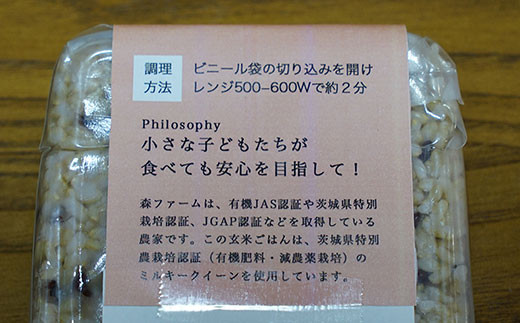 調理
方法
ビニール袋の切り込みを開け
レンジ500−600Wで約２分
Philosophy
小さな子どもたちが
食べても安心を目指して！
森ファームは、有機JAS認証や茨城県特別
栽培認証、JGAP認証などを取得している
農家です。この玄米ごはんは、茨城県特別
農栽培認証（有機肥料・減農薬栽培）の
ミルキークイーンを使用しています。